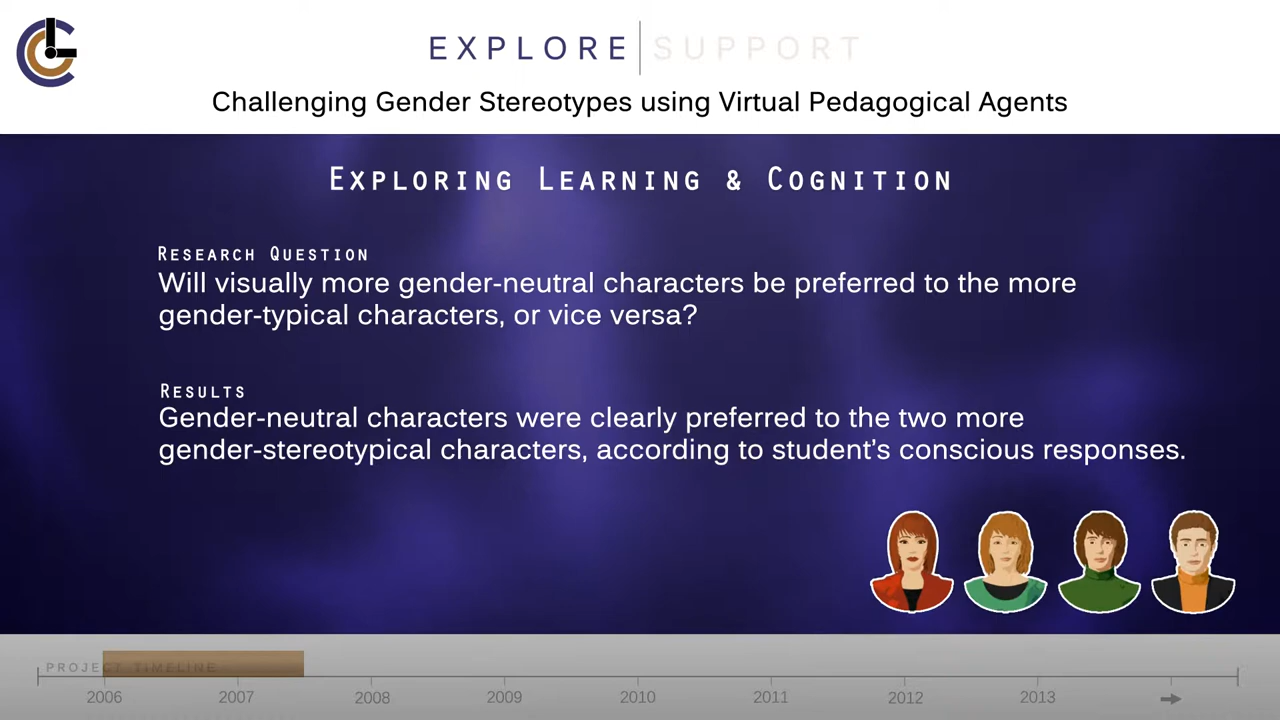 EXPLORE SUPPORT
Challenging Gender Stereotypes using Virtual Pedagogical Agents
EXPLORING LEARNING & COGNITION
RESEARCH QUESTION
Will visually more gender-neutral characters be preferred to the more
gender-typical characters, or vice versa?
RESULTS
Gender-neutral characters were clearly preferred to the two more
gender-stereotypical characters, according to student’s conscious responses.
PROJECT TIMELINE
2006 2007 2008 2009 2010 2011 2012 2013